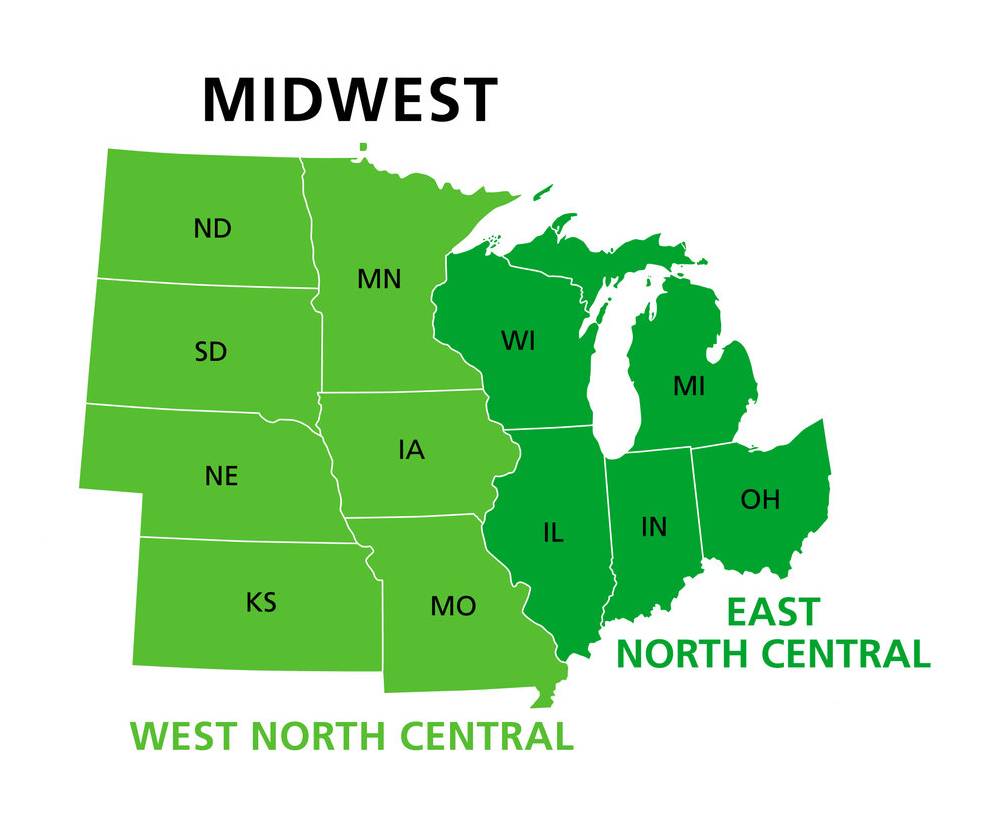 MIDWEST
ND
MN
SD
WI
MI
IA
NE
OH
IL
IN
KS
MO
EAST
NORTH CENTRAL
WEST NORTH CENTRAL